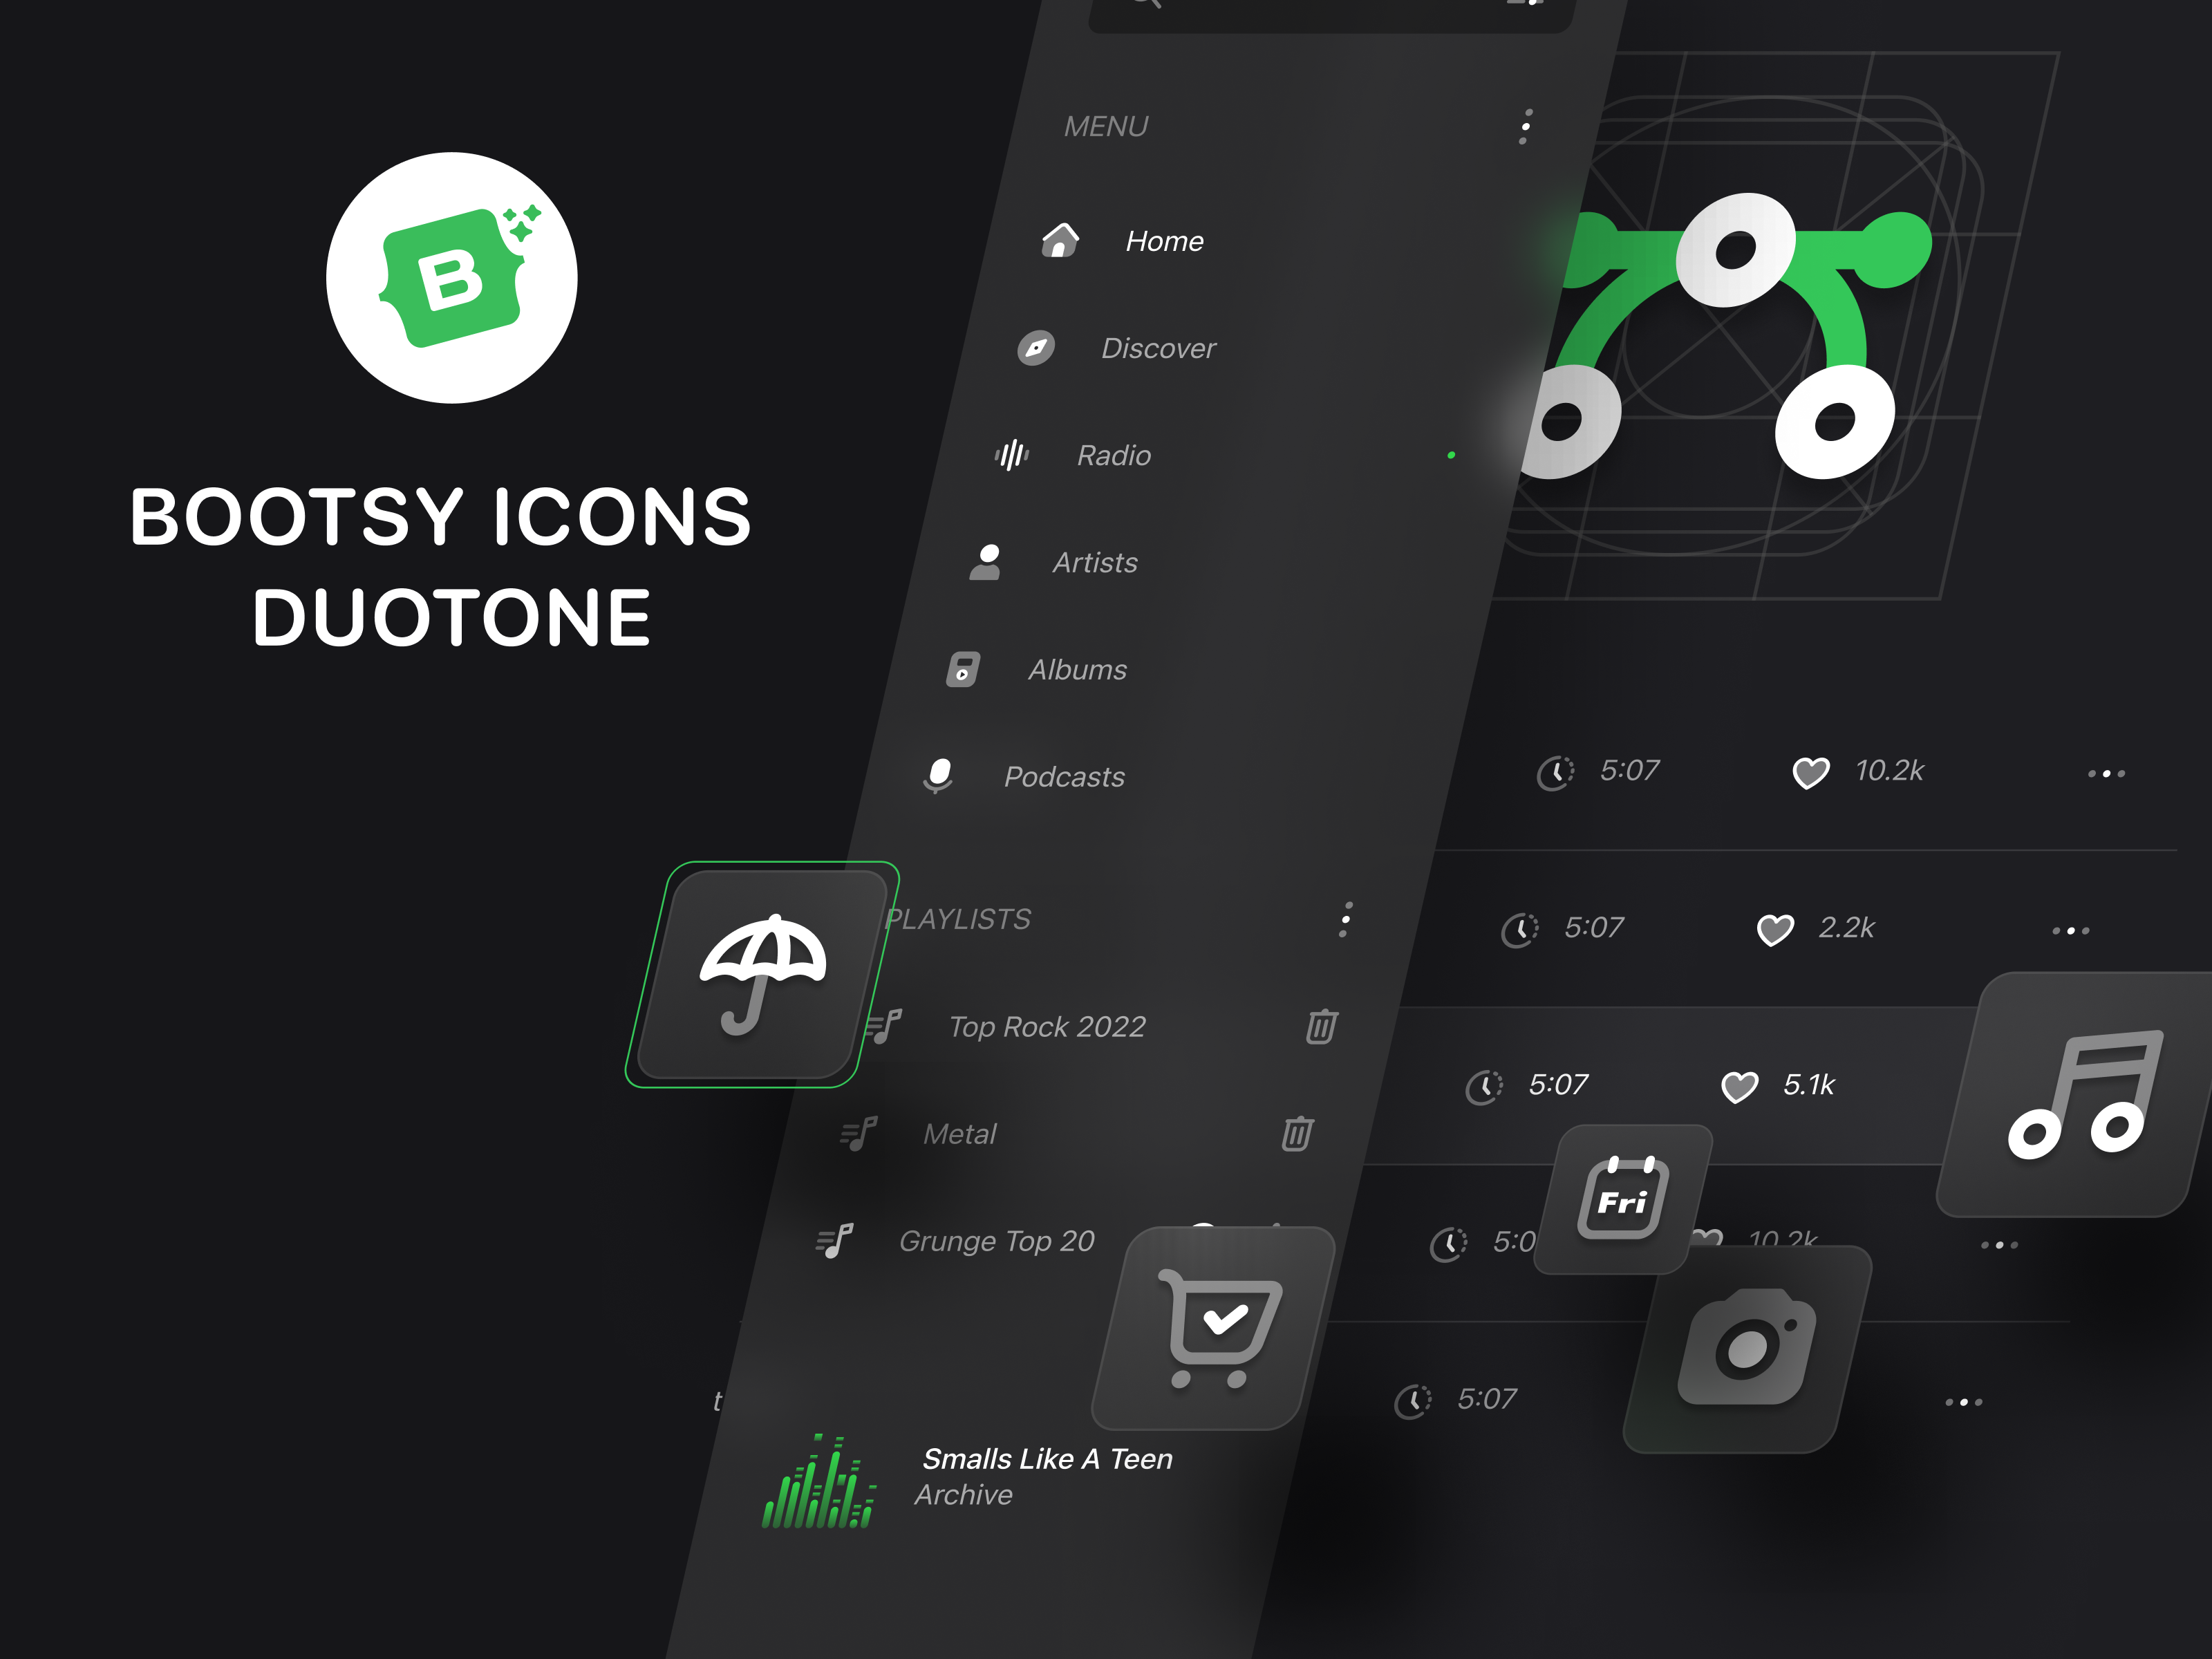 B
BOOTSY ICONS
DUOTONE
MENU
Home
Discover
Radio
Artists
Albums
Podcasts
PLAYLISTS
Top Rock 2022
Metal
Grunge Top 20
t
Smalls Like A Teen
Archive
5:07 10.2k
5:07 2.2k
5:07 5.1k
Fri
5:0 10.2k
5:07